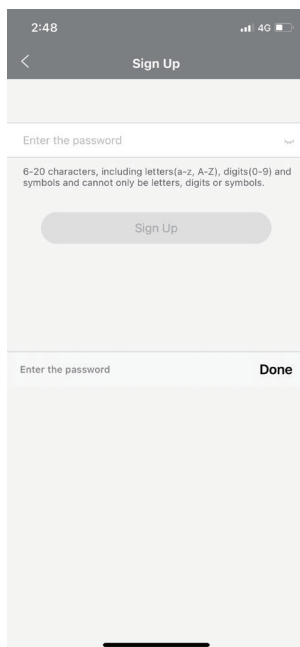 2:48
4G
Sign Up
Enter the password
6-20 characters, including letters(a-z, A-Z), digits(0-9) and
symbols and cannot only be letters, digits or symbols.
Sign Up
Enter the password
Done